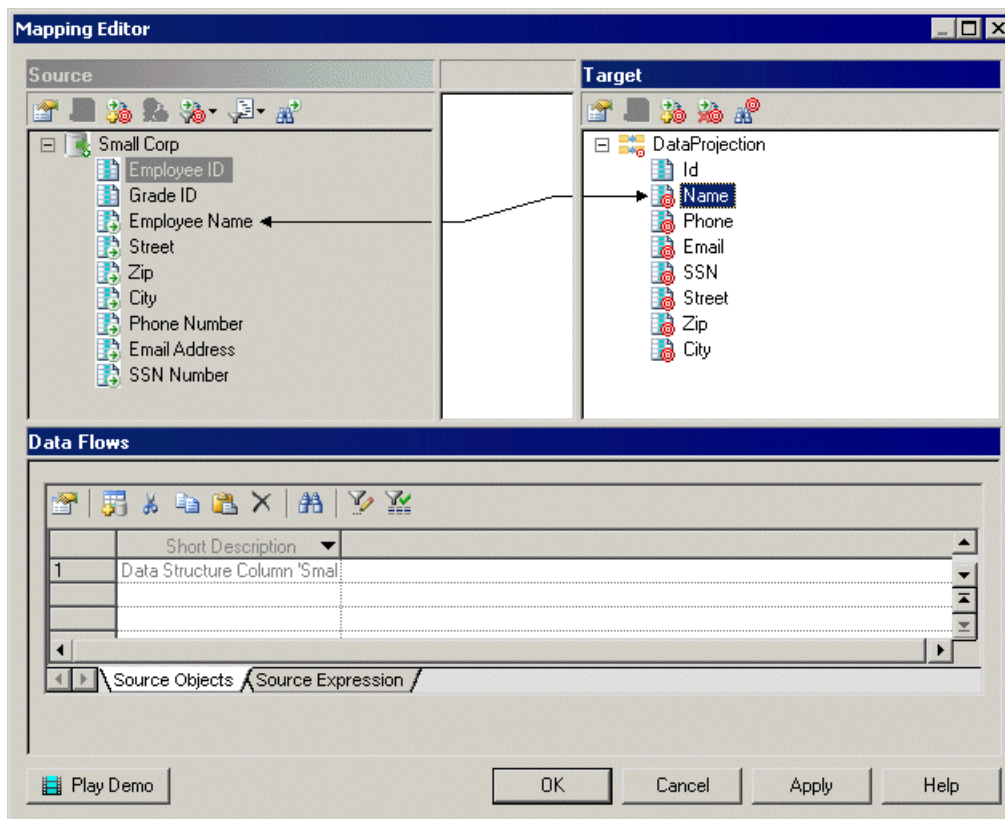 Mapping Editor
Source
Target
Small Corp
Employee ID
Grade ID
Employee Name
Street
Zip
City
Phone Number
Email Address
SSN Number
DataProjection
Id
Name
Phone
Email
SSN
Street
Zip
City
Data Flows
Short Description
1 Data Structure Column 'Smal
Source Objects Source Expression
Play Demo OK Cancel Apply Help